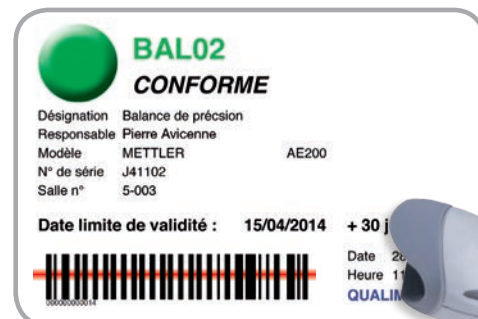 BAL02
CONFORME
Désignation Balance de précsion
Responsable Pierre Avicenne
Modèle METTLER AE200
N° de série J41102
Salle n° 5-003
Date limite de validité : 15/04/2014 + 30 j
Date
Heure 11
000000000014